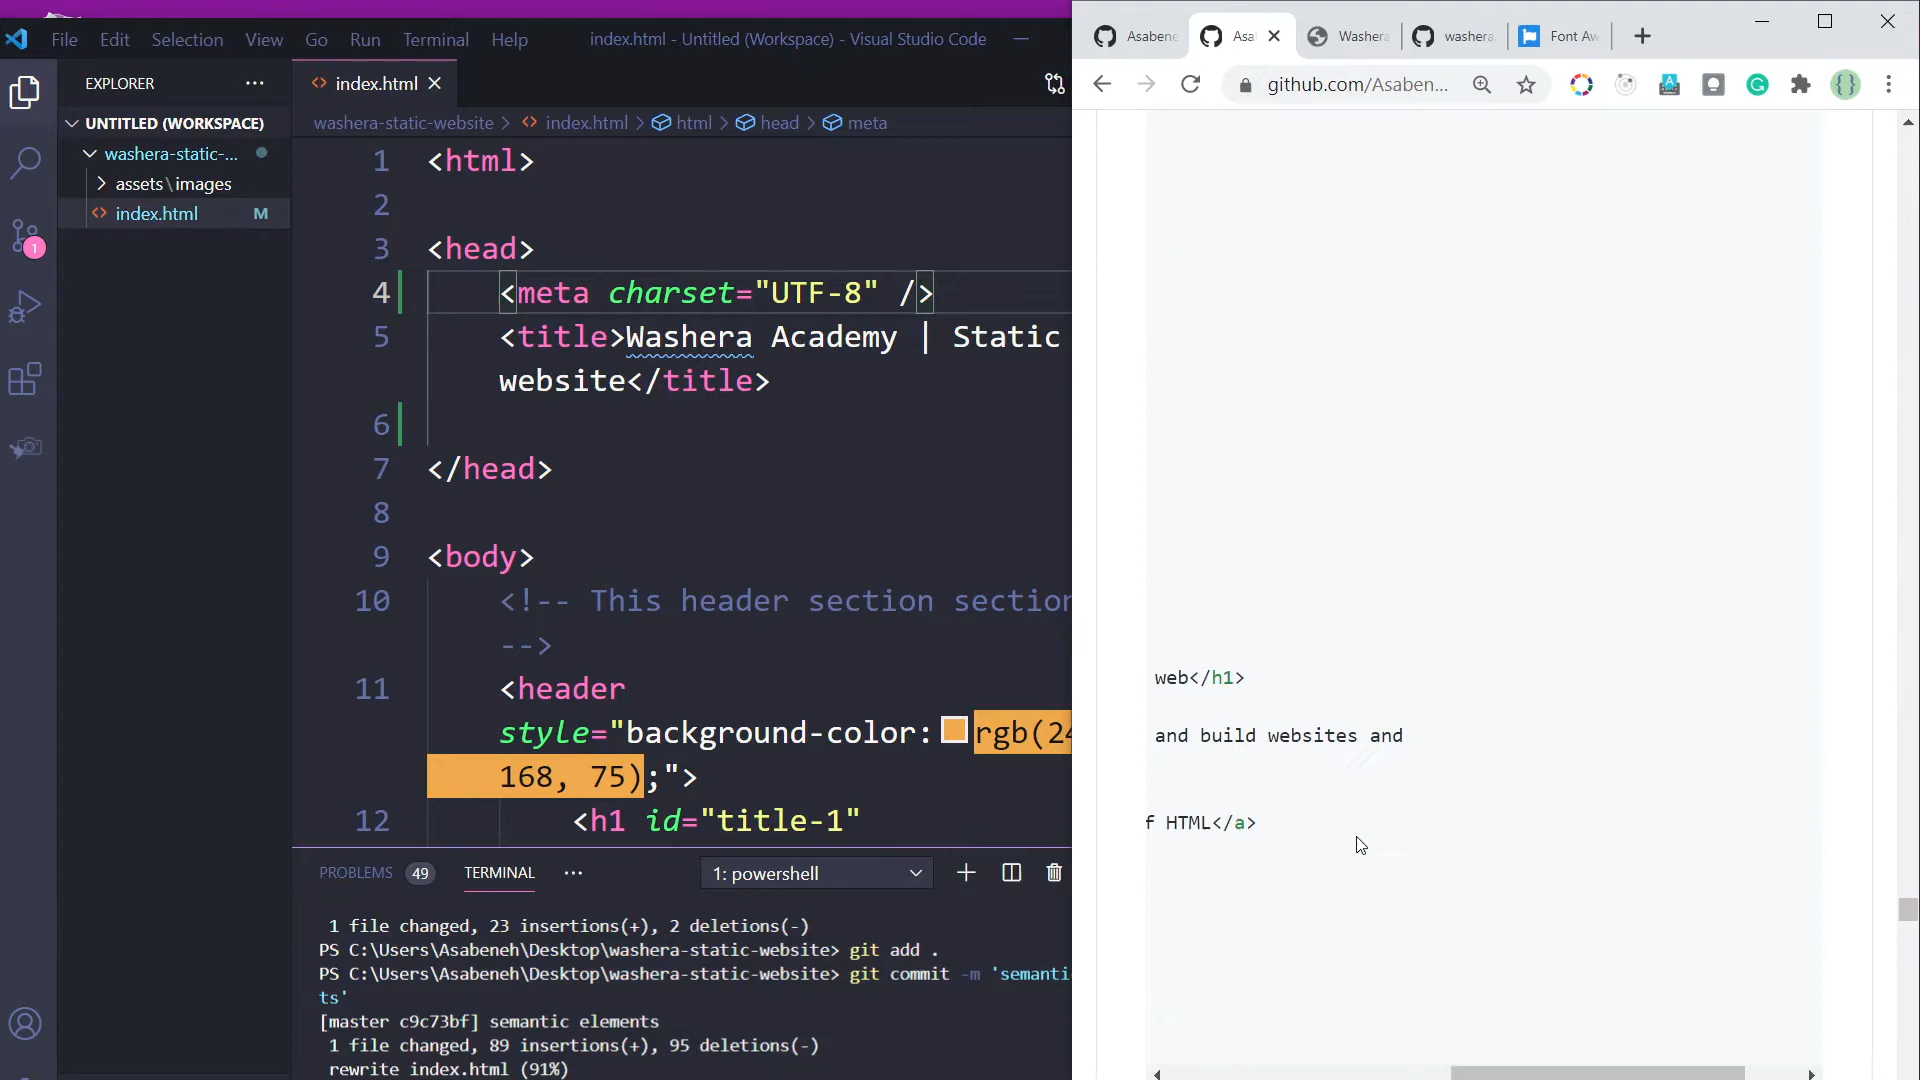 File Edit Selection View Go Run Terminal Help
index.html - Untitled (Workspace) - Visual Studio Code
EXPLORER
UNTITLED (WORKSPACE)
washera-static-...
assets\images
index.html M
1
index.html
washera-static-website > index.html > html > head > meta
1 <html>
2
3 <head>
4 <meta charset="UTF-8" />
5 <title>Washera Academy | Static
website</title>
6
7 </head>
8
9 <body>
10 <!-- This header section section
-->
11 <header
style="background-color: rgb(24
168, 75);">
12 <h1 id="title-1"
PROBLEMS 49 TERMINAL ... 1: powershell
1 file changed, 23 insertions(+), 2 deletions(-)
PS C:\Users\Asabeneh\Desktop\washera-static-website> git add .
PS C:\Users\Asabeneh\Desktop\washera-static-website> git commit -m 'semanti
ts'
[master c9c73bf] semantic elements
1 file changed, 89 insertions(+), 95 deletions(-)
rewrite index.html (91%)
Asabene
Asa
Washera
washera
Font Aw
github.com/Asaben...
web</h1>
and build websites and
f HTML</a>